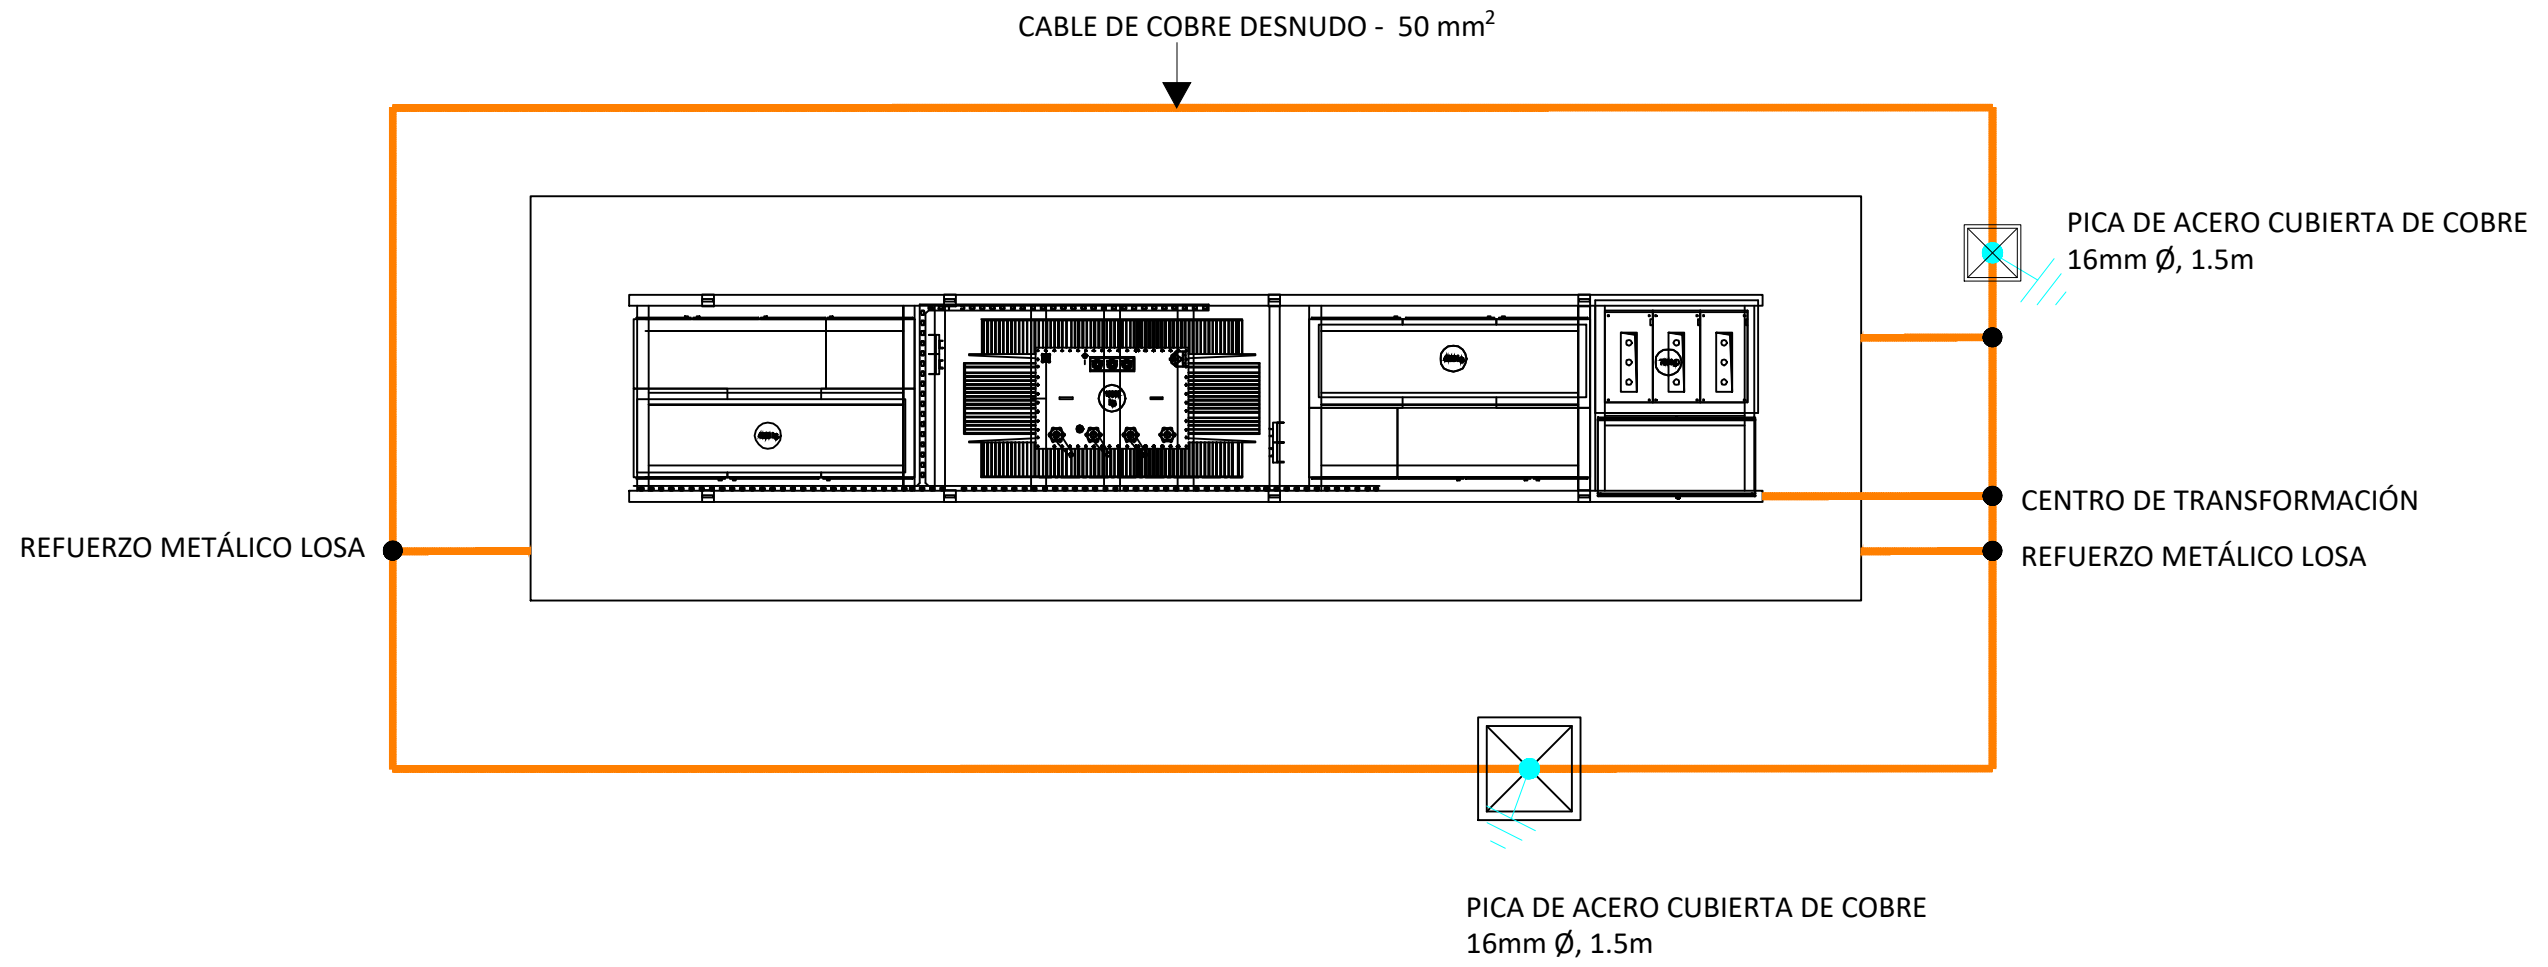 CABLE DE COBRE DESNUDO - 50 mm²
PICA DE ACERO CUBIERTA DE COBRE
16mm Ø, 1.5m
CENTRO DE TRANSFORMACIÓN
REFUERZO METÁLICO LOSA
REFUERZO METÁLICO LOSA
PICA DE ACERO CUBIERTA DE COBRE
16mm Ø, 1.5m